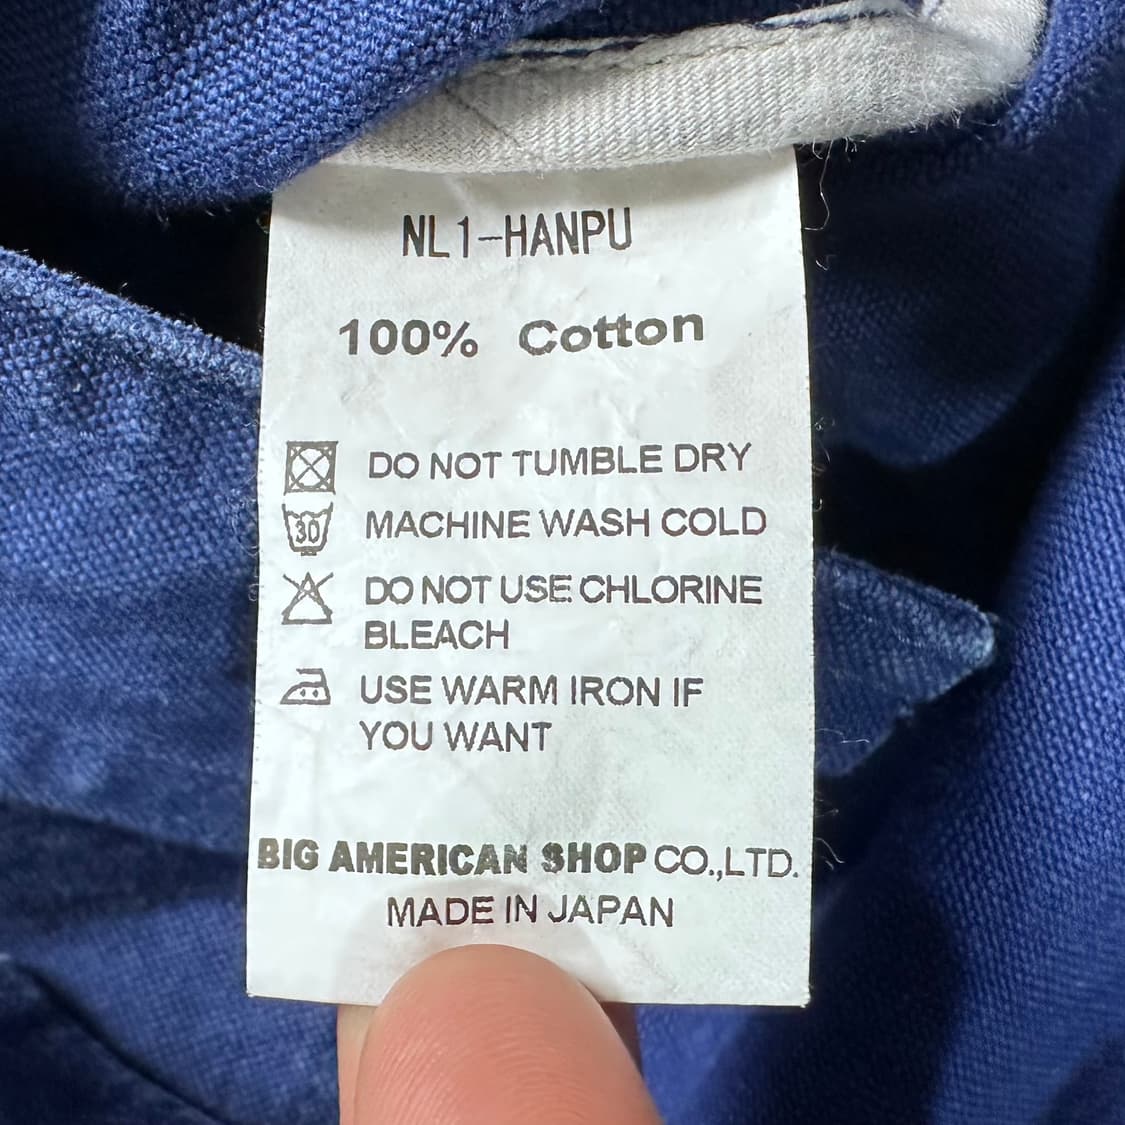 NL1-HANPU
100% Cotton
DO NOT TUMBLE DRY
30 MACHINE WASH COLD
DO NOT USE CHLORINE
BLEACH
USE WARM IRON IF
YOU WANT
BIG AMERICAN SHOP CO.,LTD.
MADE IN JAPAN